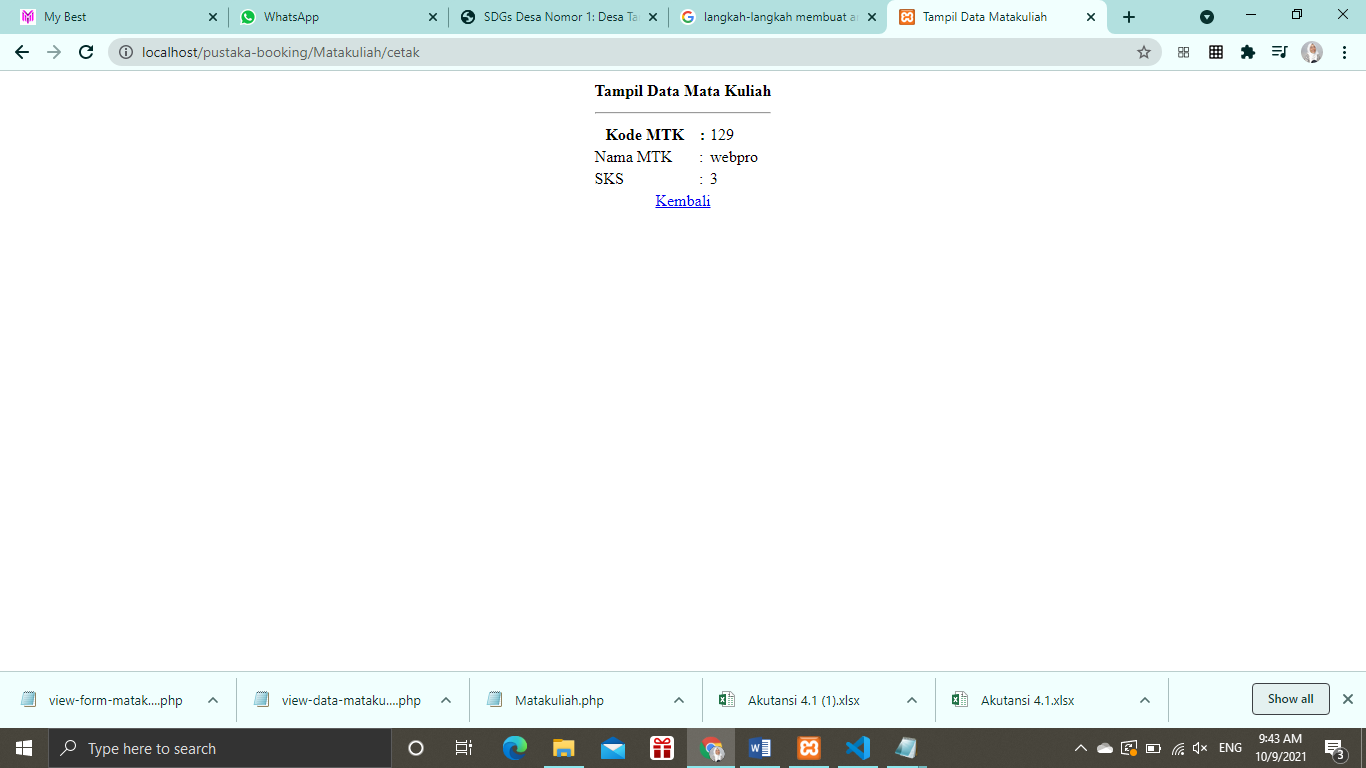 My Best
WhatsApp
SDGs Desa Nomor 1: Desa Ta
langkah-langkah membuat a
Tampil Data Matakuliah
localhost/pustaka-booking/Matakuliah/cetak
Tampil Data Mata Kuliah
Kode MTK : 129
Nama MTK : webpro
SKS : 3
Kembali
view-form-matak....php
view-data-mataku....php
Matakuliah.php
Akutansi 4.1 (1).xlsx
Akutansi 4.1.xlsx
Show all
Type here to search
ENG
9:43 AM
10/9/2021
3